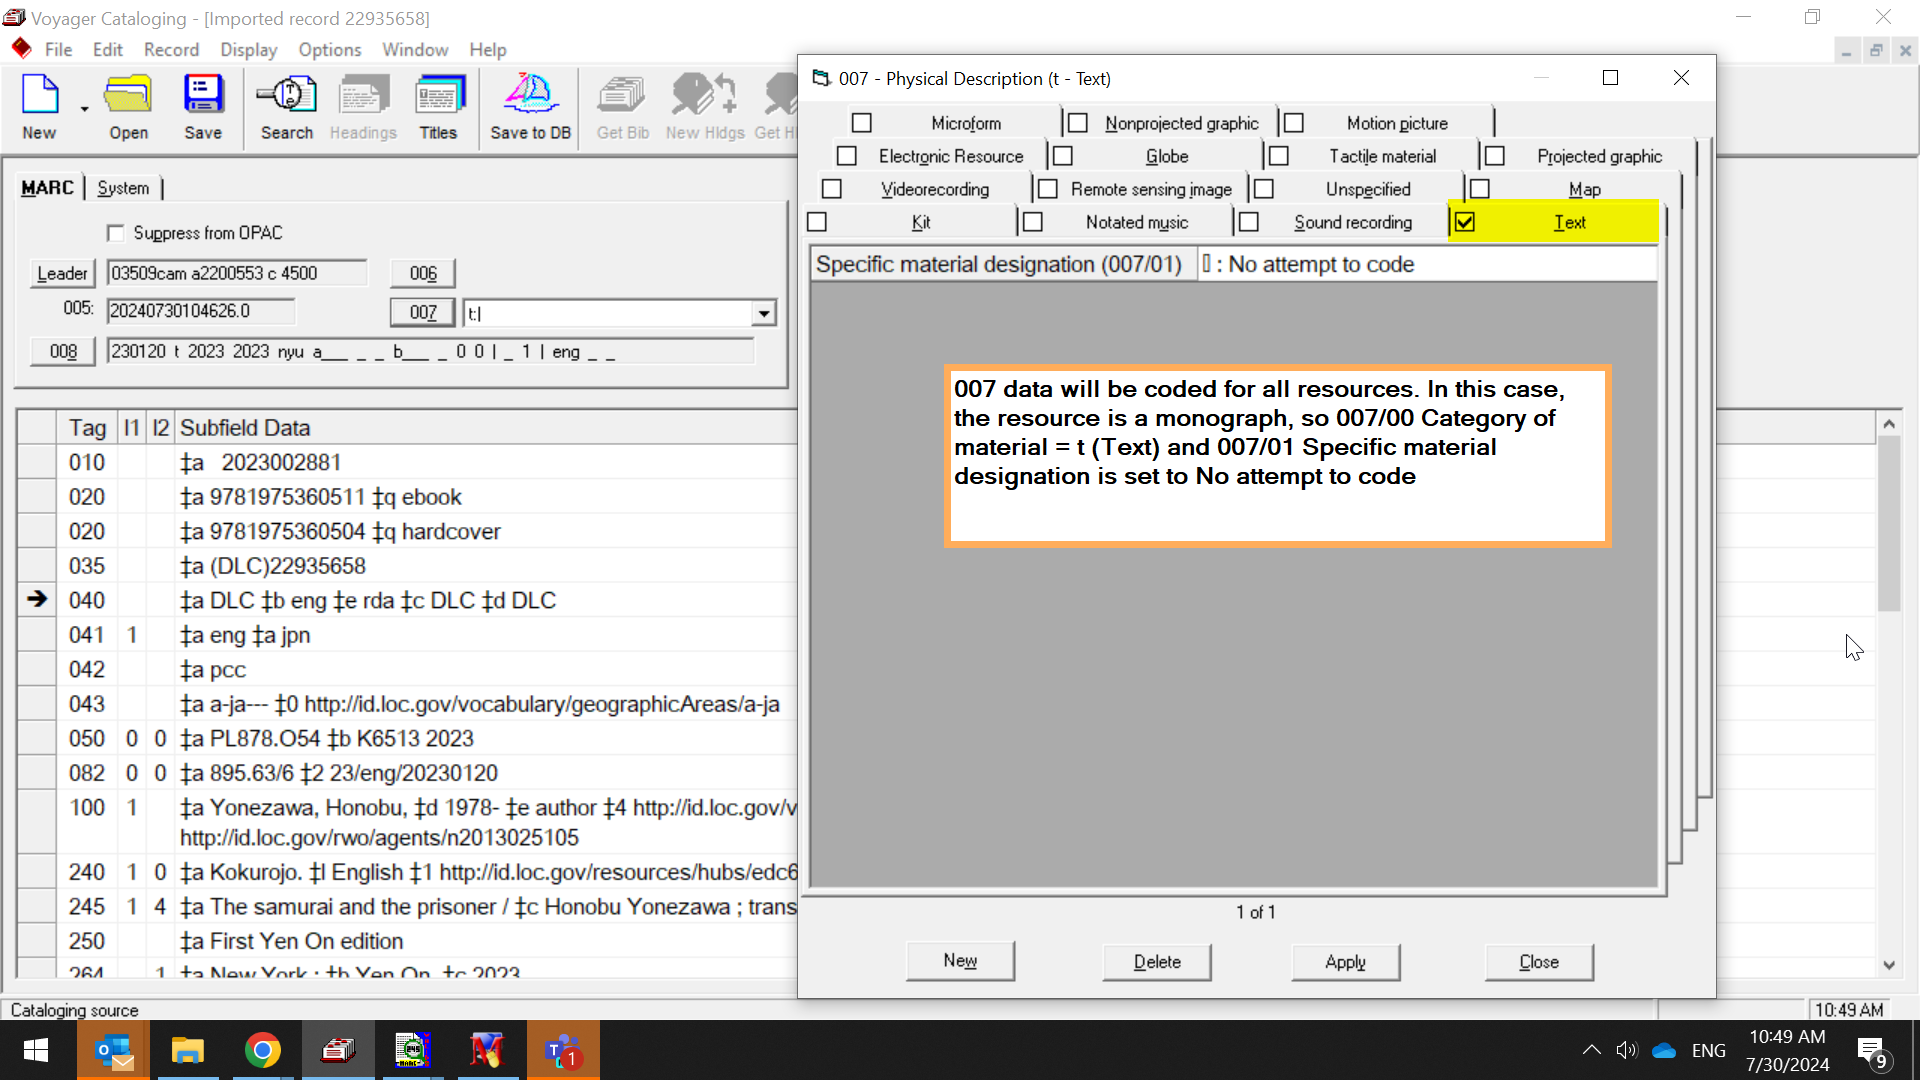 Voyager Cataloging - [Imported record 22935658]
File Edit Record Display Options Window Help
New Open Save Search Headings Titles Save to DB Get Bib New Hldgs Get H
MARC System
Suppress from OPAC
Leader 03509cam a2200553 c 4500 006
005: 20240730104626.0 007 t:|
008 230120 t 2023 2023 nyu a___ _ _ b___ _ 0 0 | _ 1 | eng _ _
Tag I1 I2 Subfield Data
010 ‡a 2023002881
020 ‡a 9781975360511 ‡q ebook
020 ‡a 9781975360504 ‡q hardcover
035 ‡a (DLC)22935658
040 ‡a DLC ‡b eng ‡e rda ‡c DLC ‡d DLC
041 1 ‡a eng ‡a jpn
042 ‡a pcc
043 ‡a a-ja--- ‡0 http://id.loc.gov/vocabulary/geographicAreas/a-ja
050 0 0 ‡a PL878.O54 ‡b K6513 2023
082 0 0 ‡a 895.63/6 ‡2 23/eng/20230120
100 1 ‡a Yonezawa, Honobu, ‡d 1978- ‡e author ‡4 http://id.loc.gov/v
http://id.loc.gov/rwo/agents/n2013025105
240 1 0 ‡a Kokurojo. ‡l English ‡1 http://id.loc.gov/resources/hubs/edc6
245 1 4 ‡a The samurai and the prisoner / ‡c Honobu Yonezawa ; trans
250 ‡a First Yen On edition
264 1 ‡a New York : ‡b Yen On, ‡c 2023
Cataloging source
007 - Physical Description (t - Text)
Microform Nonprojected graphic Motion picture
Electronic Resource Globe Tactile material Projected graphic
Videorecording Remote sensing image Unspecified Map
Kit Notated music Sound recording Text
Specific material designation (007/01) ▯ : No attempt to code
007 data will be coded for all resources. In this case,
the resource is a monograph, so 007/00 Category of
material = t (Text) and 007/01 Specific material
designation is set to No attempt to code
1 of 1
New Delete Apply Close
10:49 AM
1
ENG
10:49 AM
7/30/2024
9